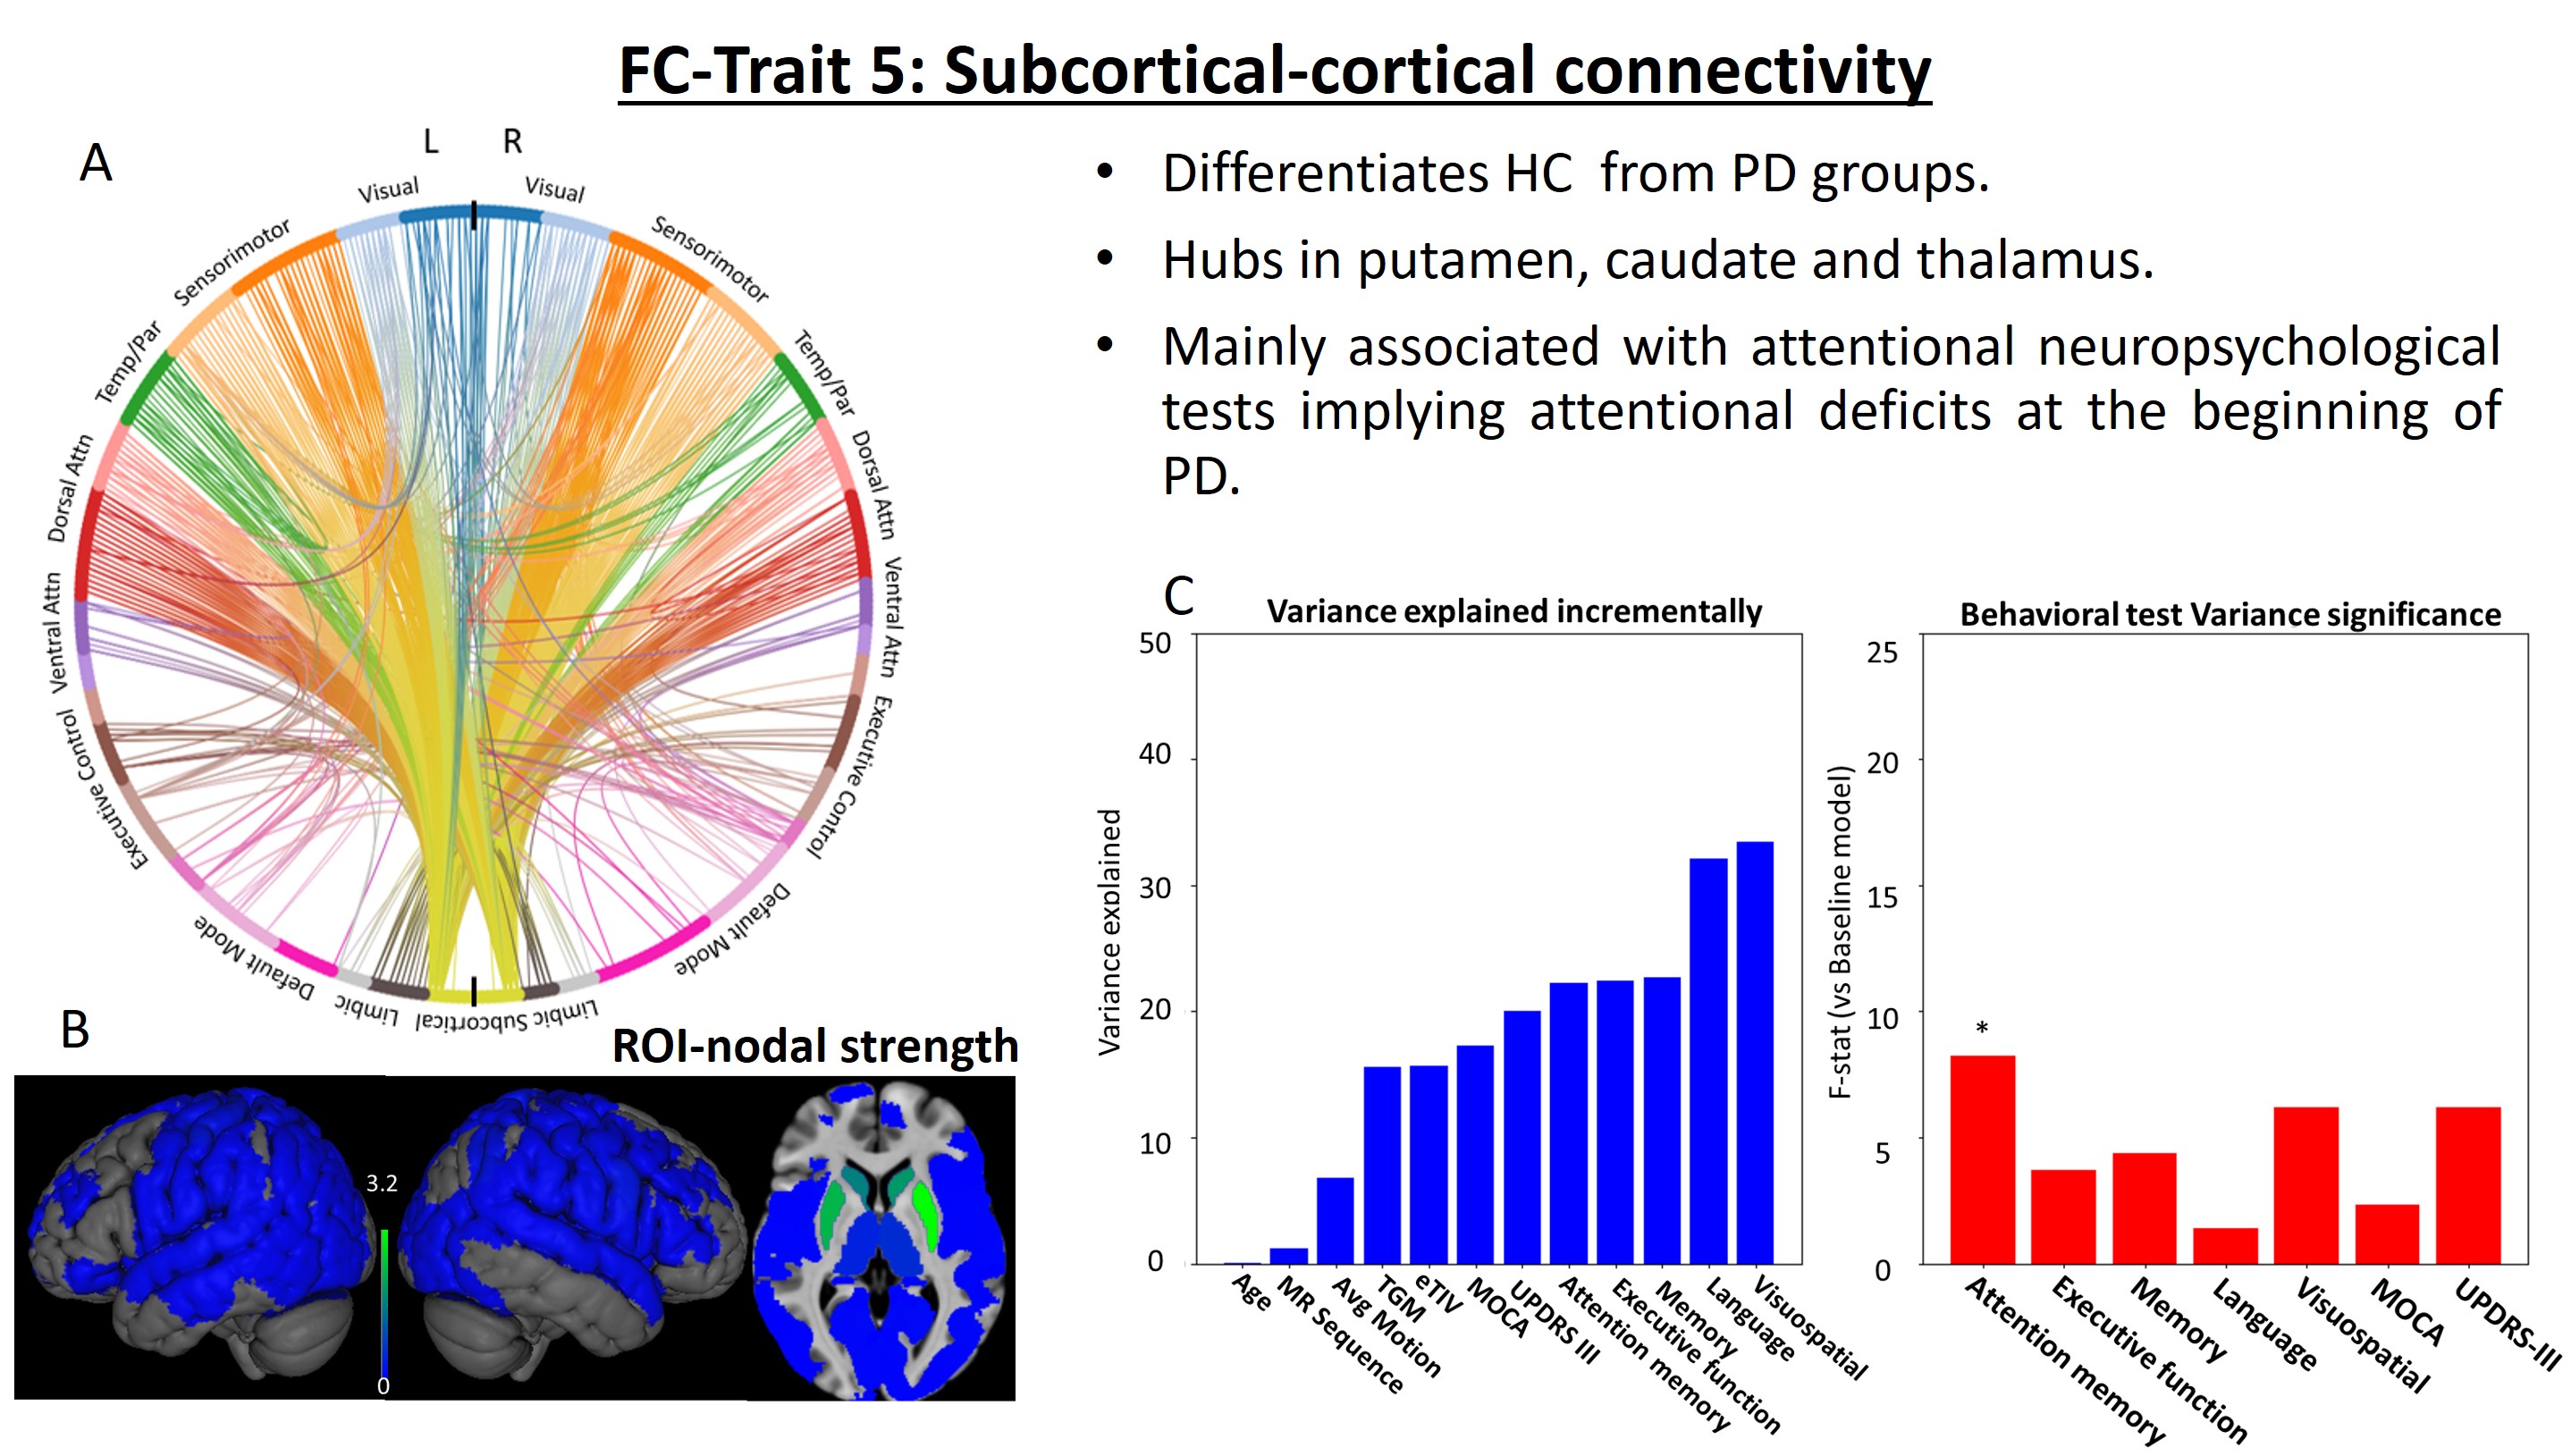 FC-Trait 5: Subcortical-cortical connectivity
A
L R
Visual
Visual
Sensorimotor
Sensorimotor
Temp/Par
Temp/Par
Dorsal Attn
Dorsal Attn
Ventral Attn
Ventral Attn
Executive Control
Executive Control
Default Mode
Default Mode
Limbic
Subcortical
Limbic
• Differentiates HC from PD groups.
• Hubs in putamen, caudate and thalamus.
• Mainly associated with attentional neuropsychological
tests implying attentional deficits at the beginning of
PD.
B
ROI-nodal strength
3.2
0
C
Variance explained incrementally
Variance explained
50
40
30
20
10
0
Age
MR Sequence
Avg Motion
TGM
eTIV
MOCA
UPDRS III
Attention memory
Executive function
Memory
Language
Visuospatial
Behavioral test Variance significance
F-stat (vs Baseline model)
25
20
15
10
5
0
*
Attention memory
Executive function
Memory
Language
Visuospatial
MOCA
UPDRS-III